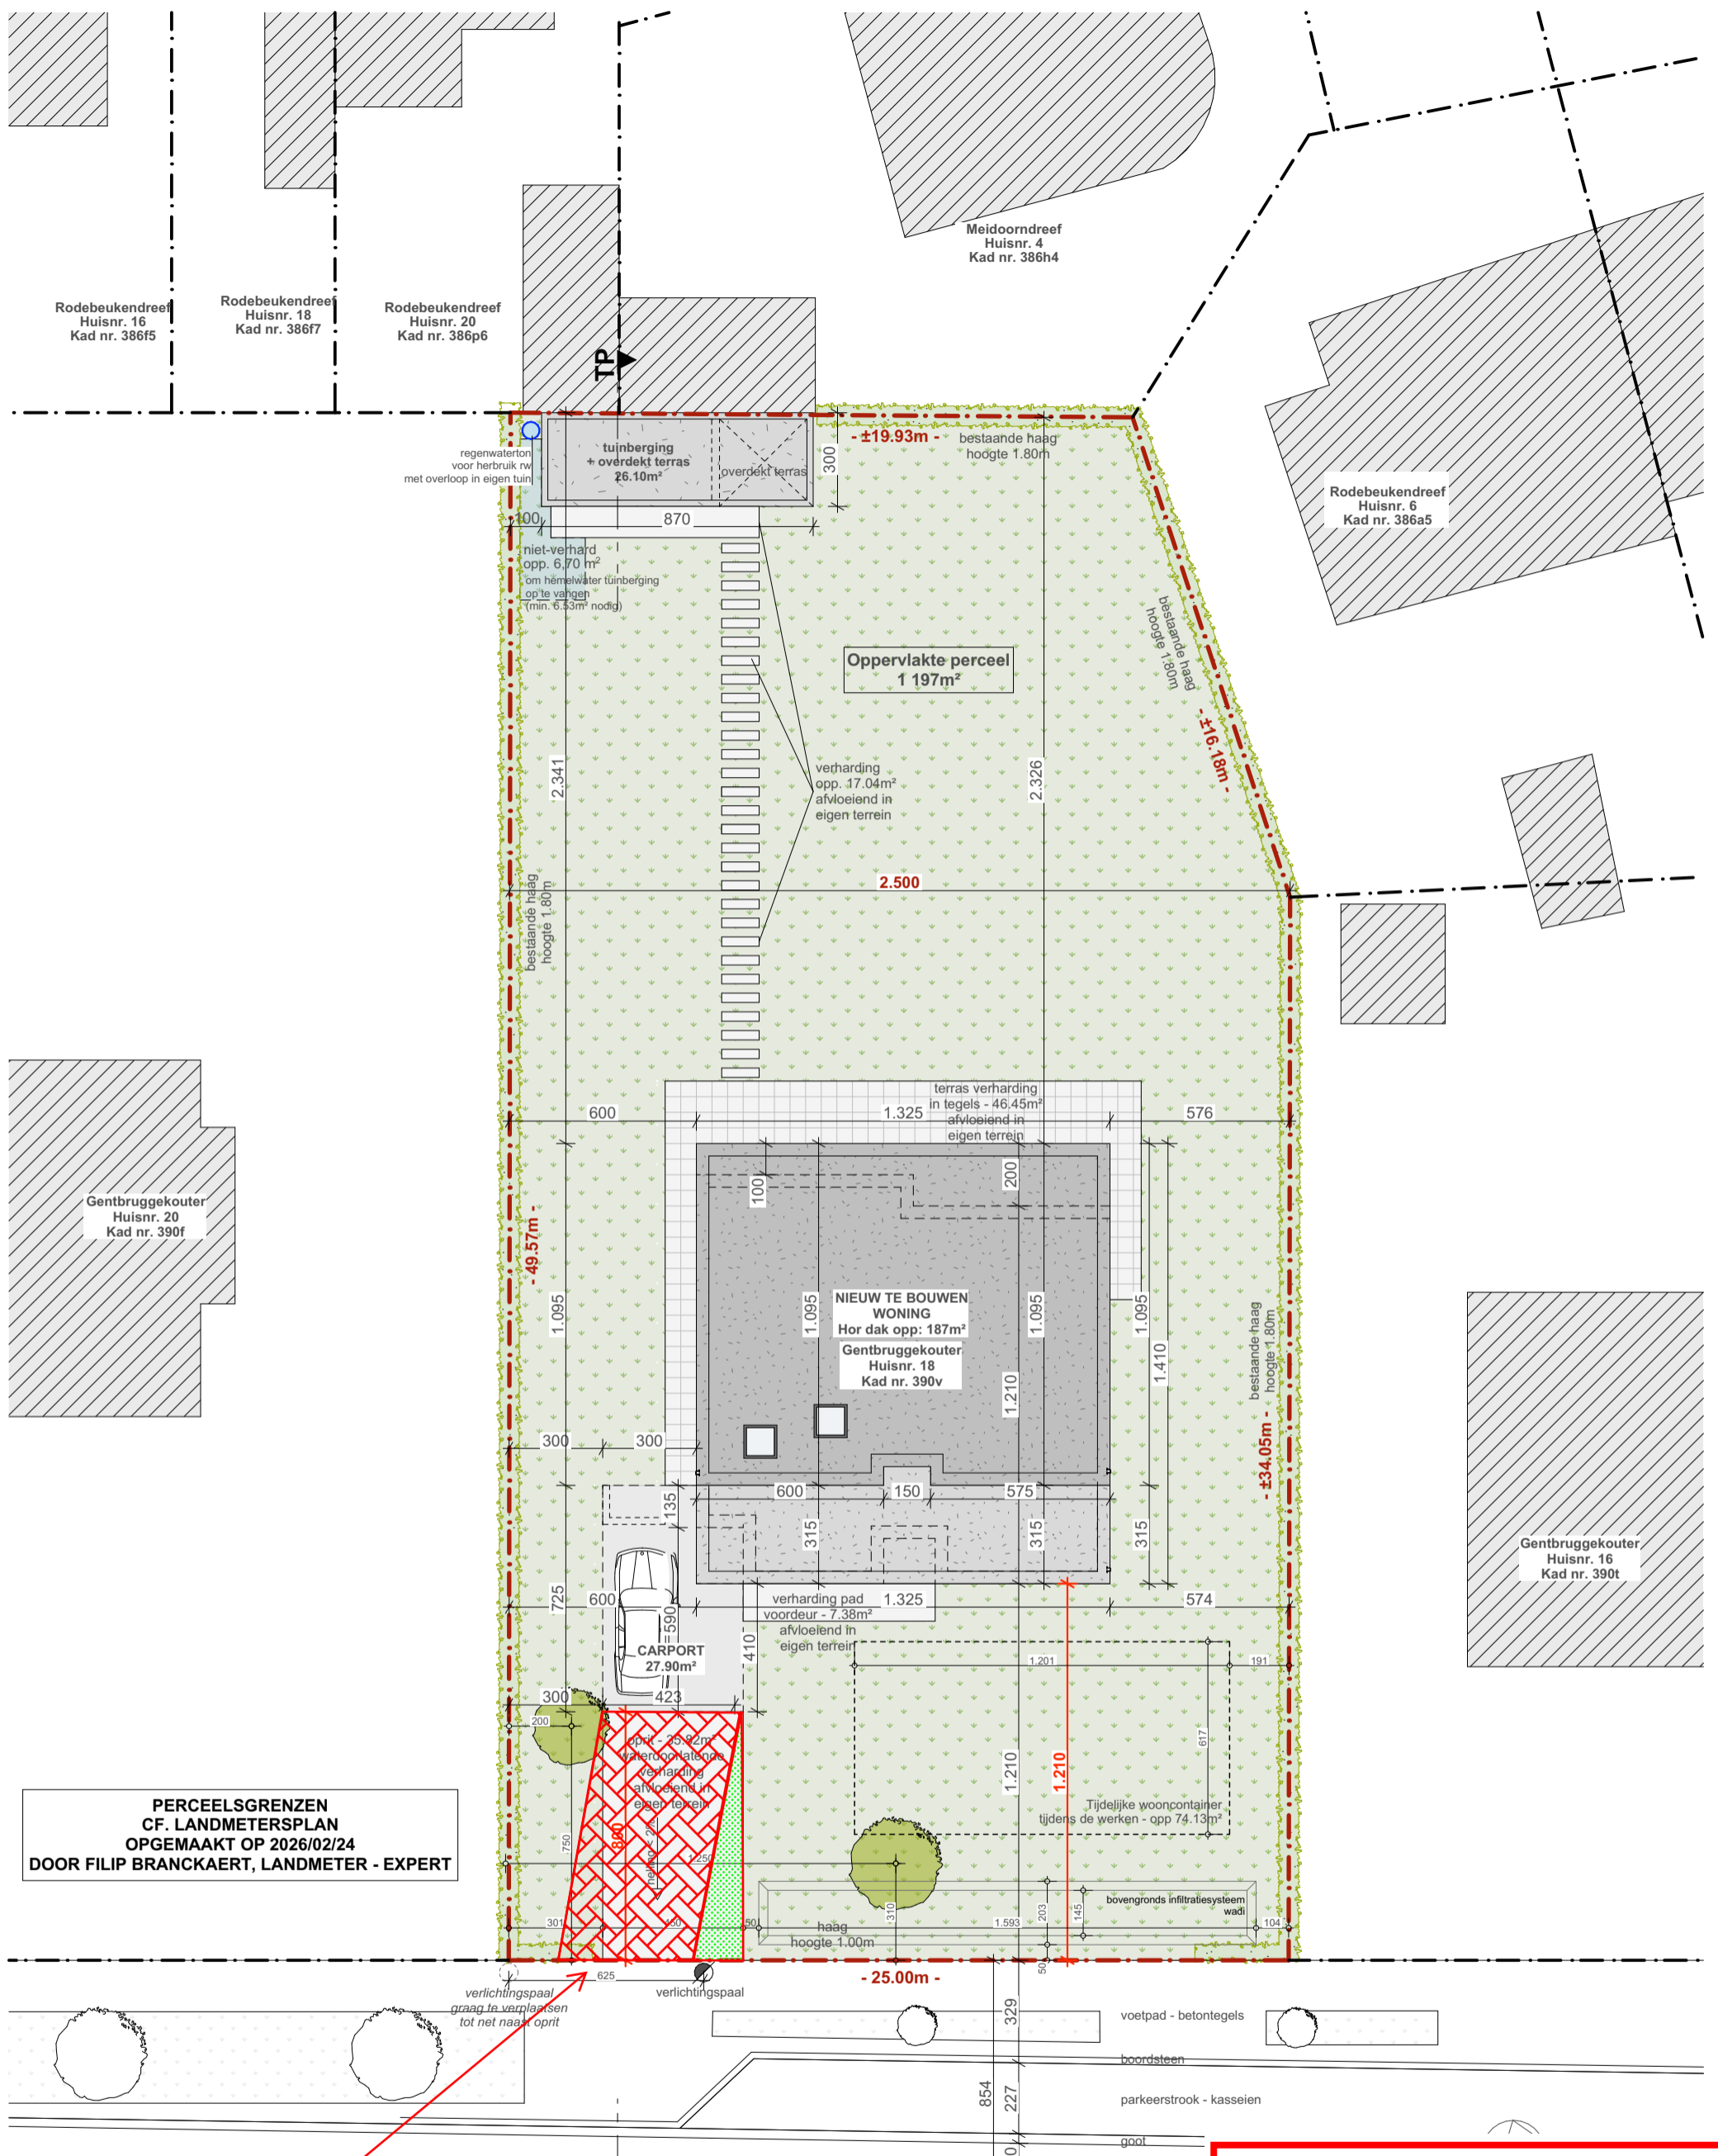 Meidoorndreef
Huisnr. 4
Kad nr. 386h4
Rodebeukendreef
Huisnr. 16
Kad nr. 386f5
Rodebeukendreef
Huisnr. 18
Kad nr. 386f7
Rodebeukendreef
Huisnr. 20
Kad nr. 386p6
TP
- ±19.93m -
bestaande haag
hoogte 1.80m
regenwaterton
voor herbruik rw
met overloop in eigen tuin
tuinberging
+ overdekt terras
26.10m²
overdekt terras
300
Rodebeukendreef
Huisnr. 6
Kad nr. 386a5
100
870
niet-verhard
opp. 6,70 m²
om hemelwater tuinberging
op te vangen
(min. 6.53m² nodig)
bestaande haag
hoogte 1.80m
Oppervlakte perceel
1 197m²
- ±16.18m -
2.341
2.326
verharding
opp. 17.04m²
afvloeiend in
eigen terrein
2.500
bestaande haag
hoogte 1.80m
terras verharding
in tegels - 46.45m²
afvloeiend in
eigen terrein
600
1.325
576
100
200
Gentbruggekouter
Huisnr. 20
Kad nr. 390f
- 49.57m -
1.095
1.095
1.095
1.095
1.410
NIEUW TE BOUWEN
WONING
Hor dak opp: 187m²
Gentbruggekouter
Huisnr. 18
Kad nr. 390v
1.210
bestaande haag
hoogte 1.80m
- ±34.05m -
300
300
600
150
575
135
315
315
315
Gentbruggekouter
Huisnr. 16
Kad nr. 390t
725
600
590
verharding pad
voordeur - 7.38m²
afvloeiend in
eigen terrein
1.325
574
410
CARPORT
27.90m²
1.201
191
617
300
423
200
oprit - 35.82m²
waterdoorlatende
verharding
afvloeiend in
eigen terrein
1.210
1.210
Tijdelijke wooncontainer
tijdens de werken - opp 74.13m²
PERCEELSGRENZEN
CF. LANDMETERSPLAN
OPGEMAAKT OP 2026/02/24
DOOR FILIP BRANCKAERT, LANDMETER - EXPERT
750
800
helling < 2%
1.250
310
bovengronds infiltratiesysteem
wadi
203
145
301
450
50
haag
hoogte 1.00m
1.593
104
50
625
- 25.00m -
verlichtingspaal
graag te verplaatsen
tot net naast oprit
verlichtingspaal
329
voetpad - betontegels
boordsteen
854
227
parkeerstrook - kasseien
goot